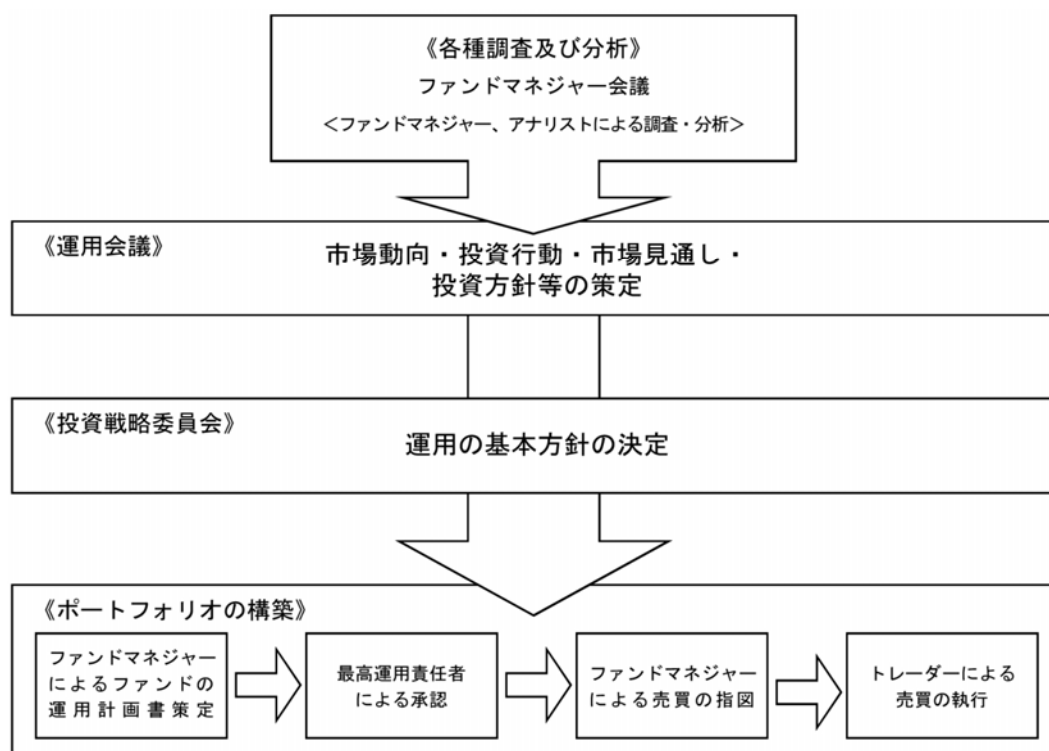 《各種調査及び分析》
ファンドマネジャー会議
＜ファンドマネジャー、アナリストによる調査・分析＞
《運用会議》
市場動向・投資行動・市場見通し・
投資方針等の策定
《投資戦略委員会》
運用の基本方針の決定
《ポートフォリオの構築》
ファンドマネジャー
によるファンドの
運用計画書策定
最高運用責任者
による承認
ファンドマネジャー
による売買の指図
トレーダーによる
売買の執行